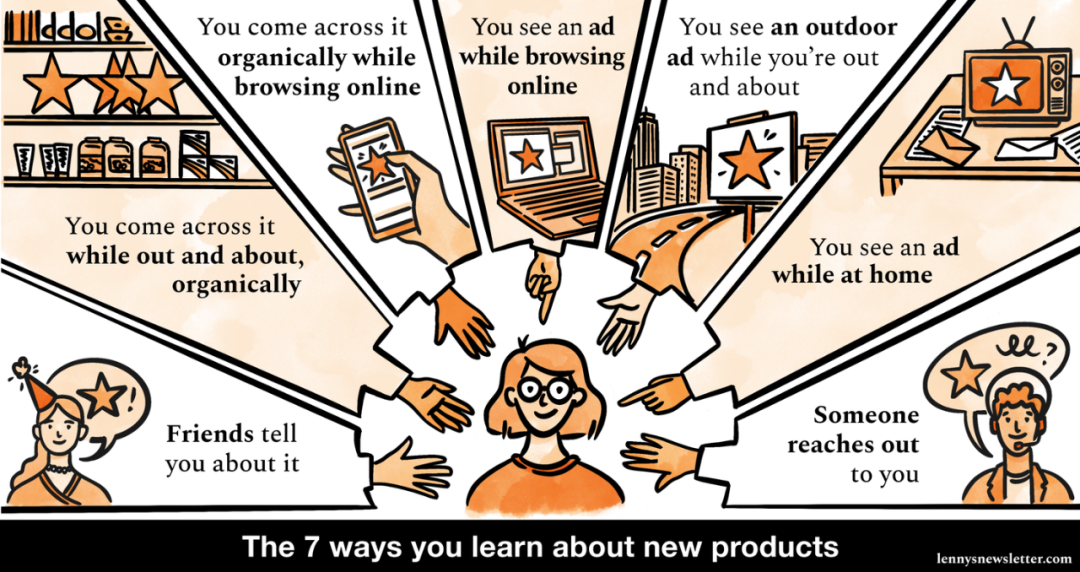 You come across it
organically while
browsing online
You see an ad
while browsing
online
You see an outdoor
ad while you’re out
and about
You come across it
while out and about,
organically
You see an ad
while at home
Friends tell
you about it
!
Someone
reaches out
to you
?
The 7 ways you learn about new products
lennysnewsletter.com